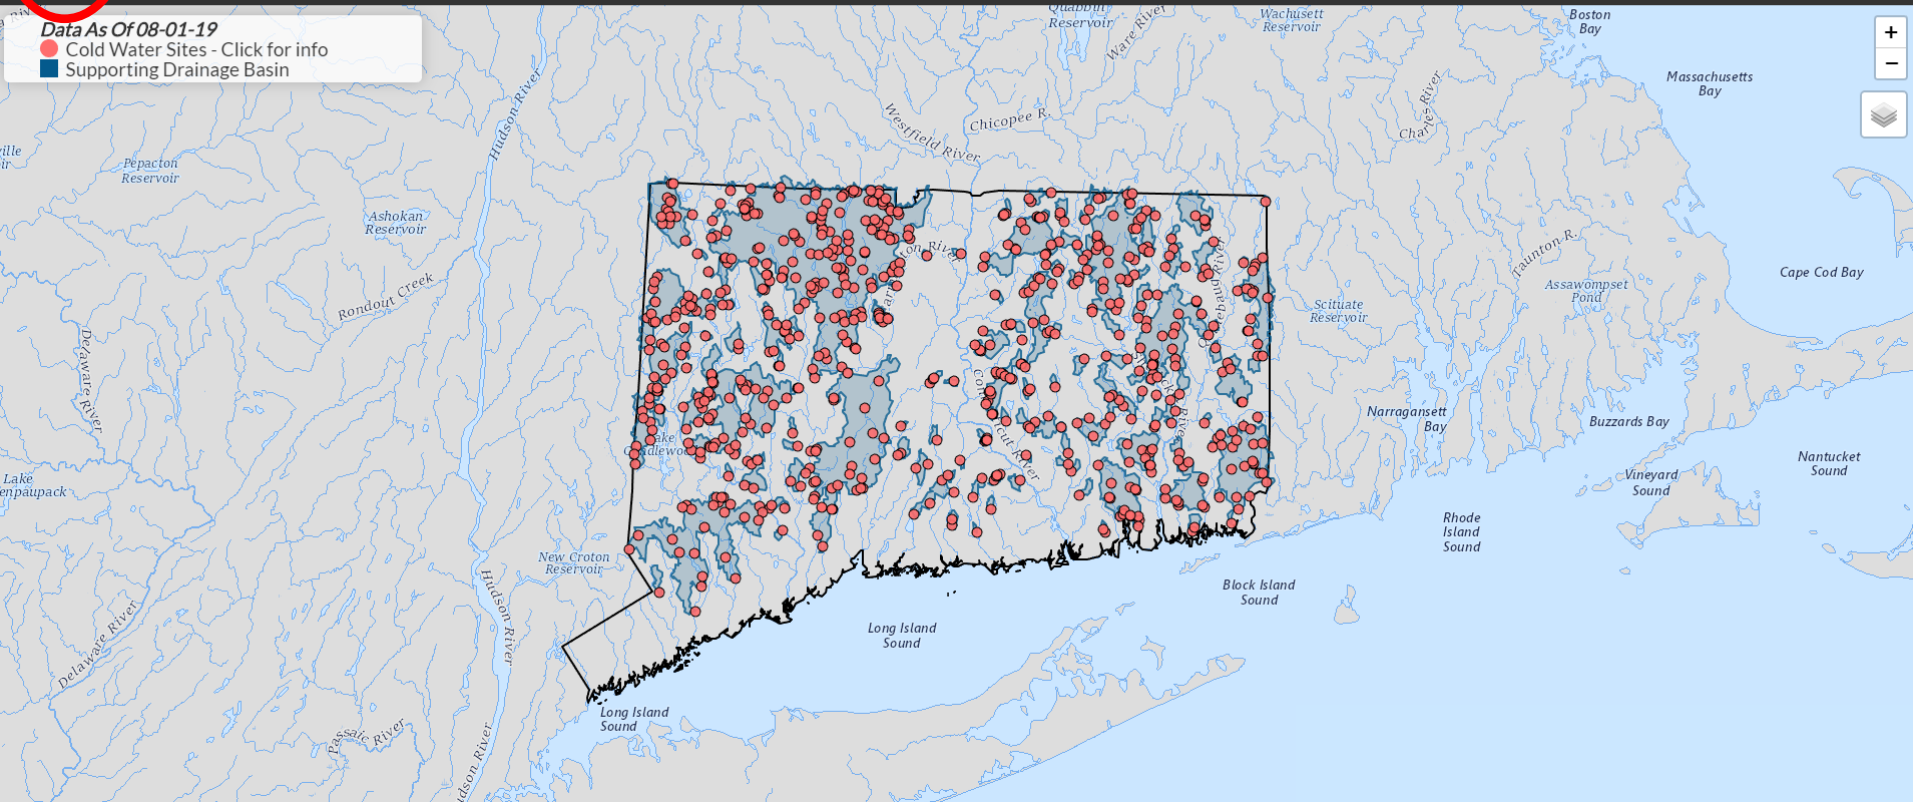 Data As Of 08-01-19
Cold Water Sites - Click for info
Supporting Drainage Basin
+
−
Quabbin
Reservoir
Ware River
Wachusett
Reservoir
Boston
Bay
Massachusetts
Bay
Charles River
Hudson River
Westfield River
Chicopee R.
Pepacton
Reservoir
Ashokan
Reservoir
Rondout Creek
Delaware River
Taunton R.
Cape Cod Bay
Assawompset
Pond
Scituate
Reservoir
Narragansett
Bay
Buzzards Bay
Nantucket
Sound
Vineyard
Sound
Rhode
Island
Sound
Block Island
Sound
Lake
New Croton
Reservoir
Hudson River
Delaware River
Long Island
Sound
Long Island
Sound
Passaic River